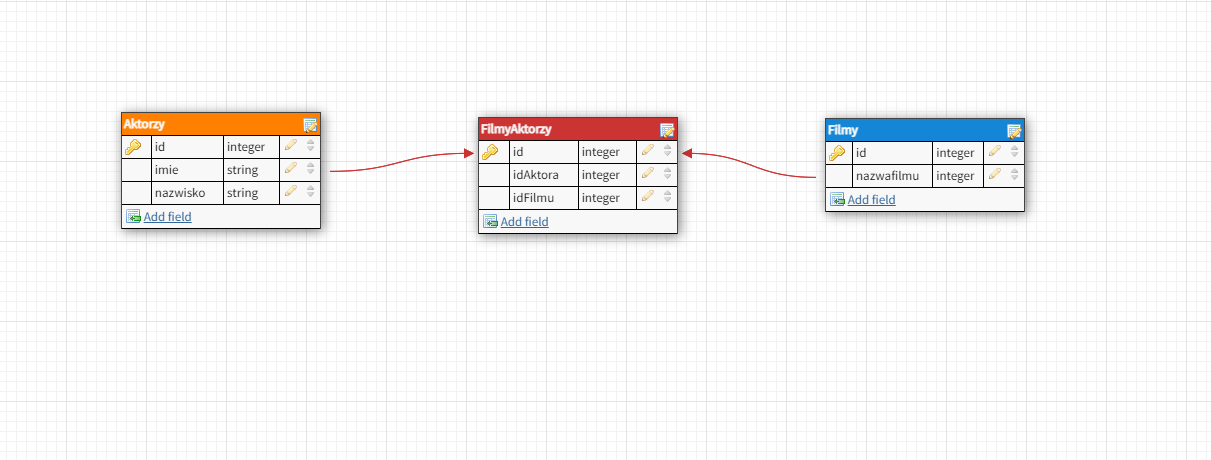 Aktorzy
id integer
imie string
nazwisko string
Add field
FilmyAktorzy
id integer
idAktora integer
idFilmu integer
Add field
Filmy
id integer
nazwafilmu integer
Add field